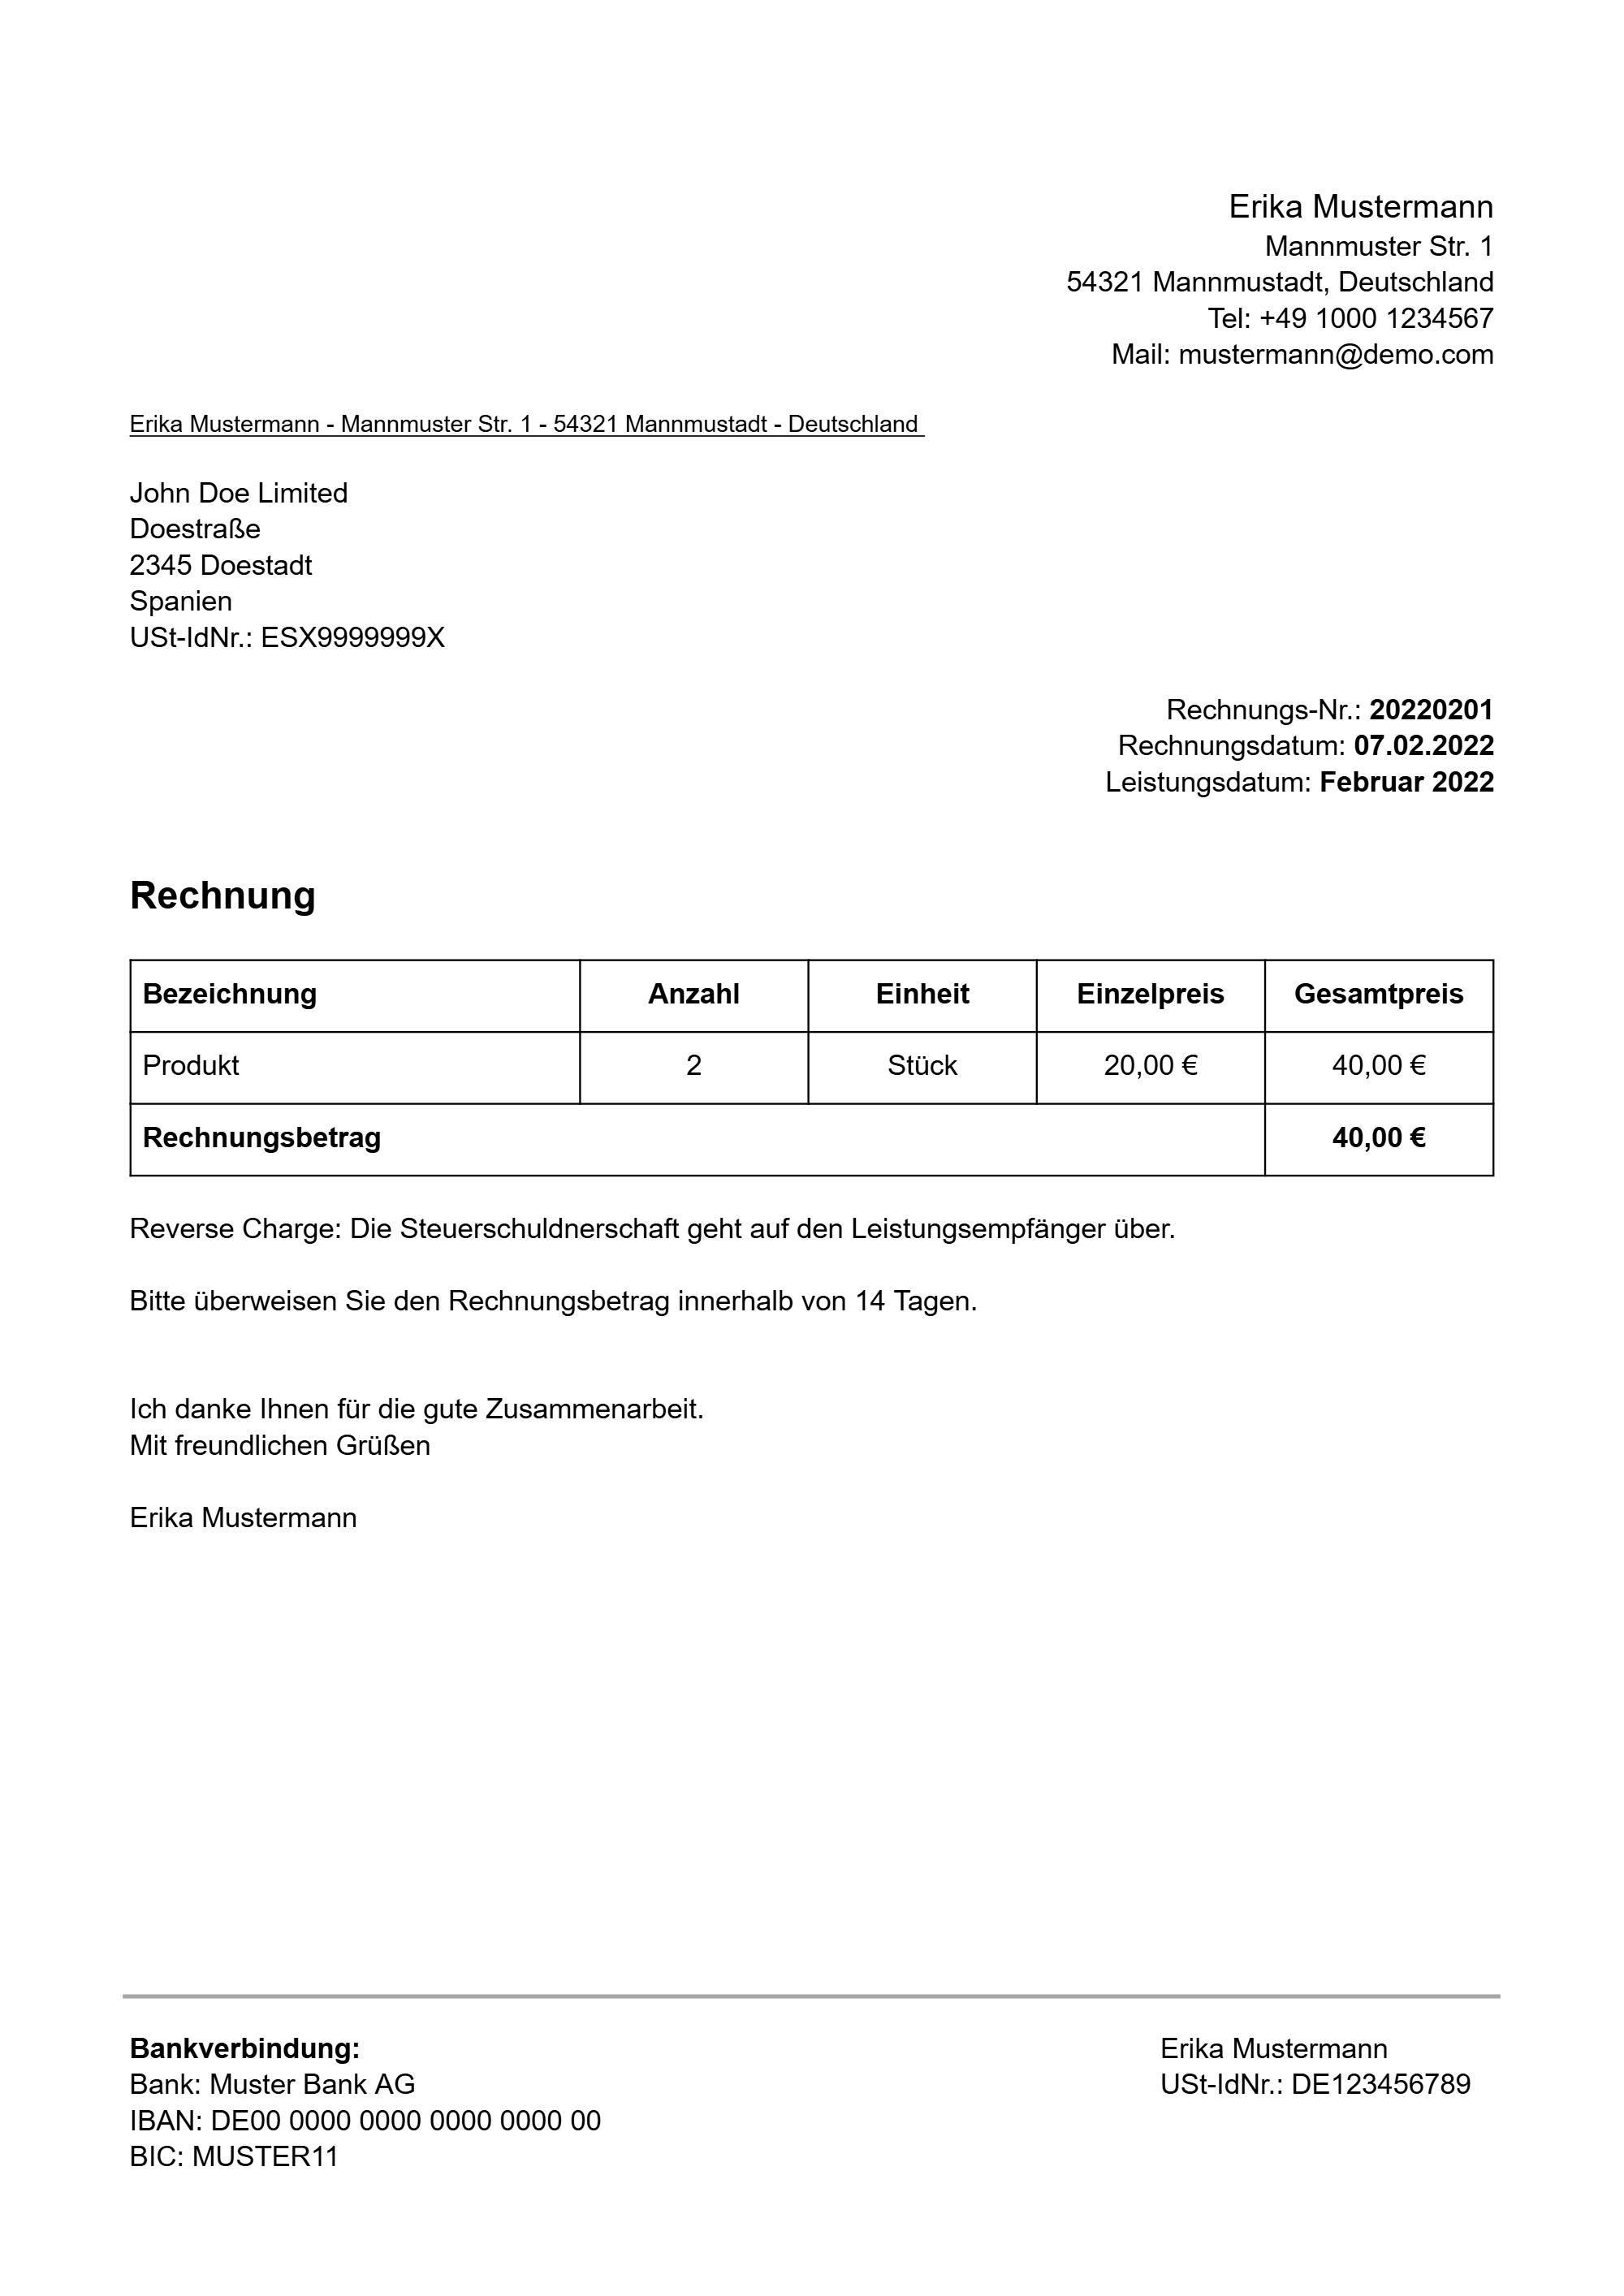 Erika Mustermann
Mannmuster Str. 1
54321 Mannmustadt, Deutschland
Tel: +49 1000 1234567
Mail: mustermann@demo.com
Erika Mustermann - Mannmuster Str. 1 - 54321 Mannmustadt - Deutschland
John Doe Limited
Doestraße
2345 Doestadt
Spanien
USt-IdNr.: ESX9999999X
Rechnungs-Nr.: 20220201
Rechnungsdatum: 07.02.2022
Leistungsdatum: Februar 2022
Rechnung
Bezeichnung Anzahl Einheit Einzelpreis Gesamtpreis
Produkt 2 Stück 20,00 € 40,00 €
Rechnungsbetrag 40,00 €
Reverse Charge: Die Steuerschuldnerschaft geht auf den Leistungsempfänger über.
Bitte überweisen Sie den Rechnungsbetrag innerhalb von 14 Tagen.
Ich danke Ihnen für die gute Zusammenarbeit.
Mit freundlichen Grüßen
Erika Mustermann
Bankverbindung:
Bank: Muster Bank AG
IBAN: DE00 0000 0000 0000 0000 00
BIC: MUSTER11
Erika Mustermann
USt-IdNr.: DE123456789